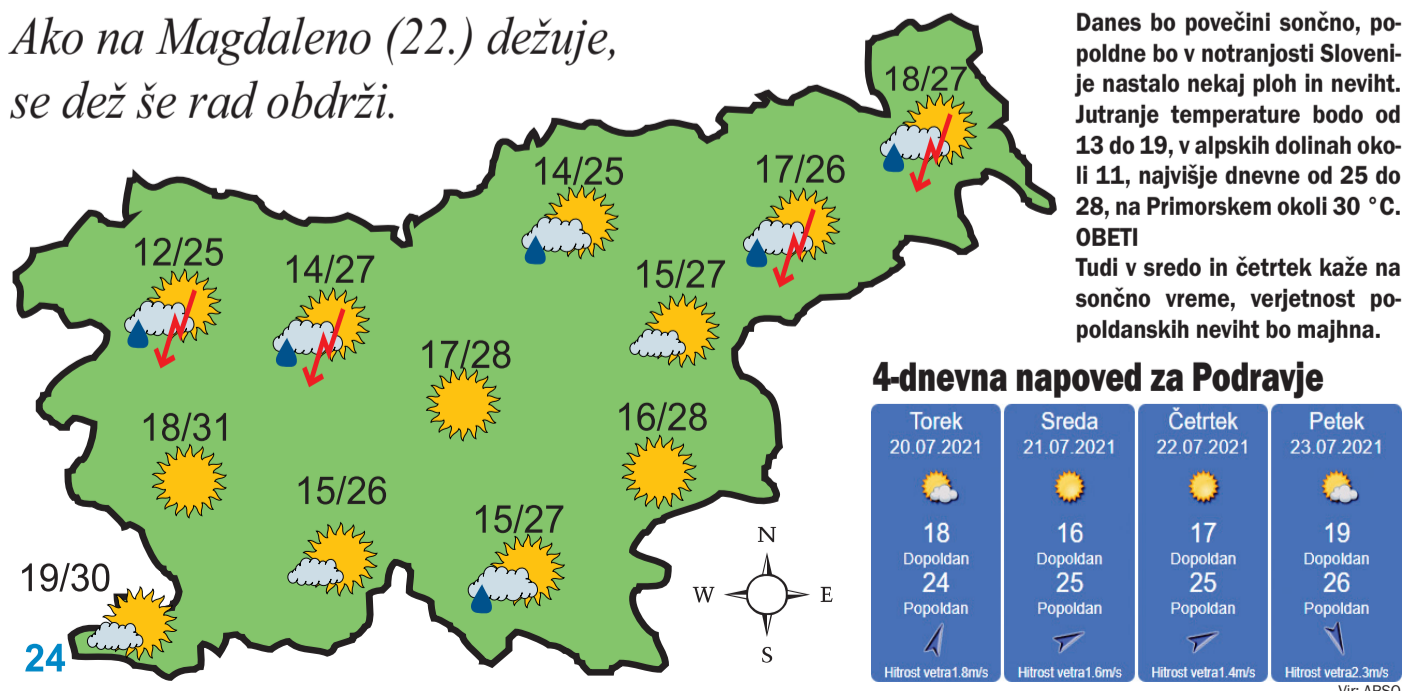 Ako na Magdaleno (22.) dežuje,
se dež še rad obdrži.
18/27
14/25
17/26
12/25
14/27
15/27
17/28
18/31
16/28
15/26
15/27
19/30
24
N
W
E
S
Danes bo povečini sončno, po-
poldne bo v notranjosti Sloveni-
je nastalo nekaj ploh in neviht.
Jutranje temperature bodo od
13 do 19, v alpskih dolinah oko-
li 11, najvišje dnevne od 25 do
28, na Primorskem okoli 30 °C.
OBETI
Tudi v sredo in četrtek kaže na
sončno vreme, verjetnost po-
poldanskih neviht bo majhna.
4-dnevna napoved za Podravje
Torek
20.07.2021
18
Dopoldan
24
Popoldan
Hitrost vetra1.8m/s
Sreda
21.07.2021
16
Dopoldan
25
Popoldan
Hitrost vetra1.6m/s
Četrtek
22.07.2021
17
Dopoldan
25
Popoldan
Hitrost vetra1.4m/s
Petek
23.07.2021
19
Dopoldan
26
Popoldan
Hitrost vetra2.3m/s
Vir: ARSO